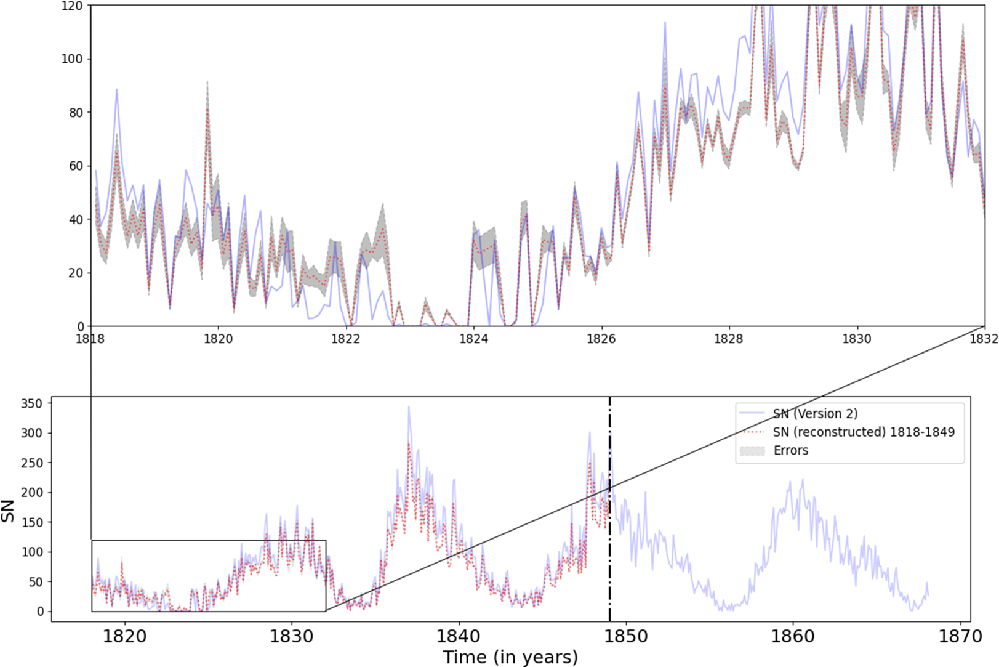 120
100
80
60
40
20
0
1818 1820 1822 1824 1826 1828 1830 1832
350
300
250
200
150
100
50
0
SN
SN (Version 2)
SN (reconstructed) 1818-1849
Errors
1820 1830 1840 1850 1860 1870
Time (in years)